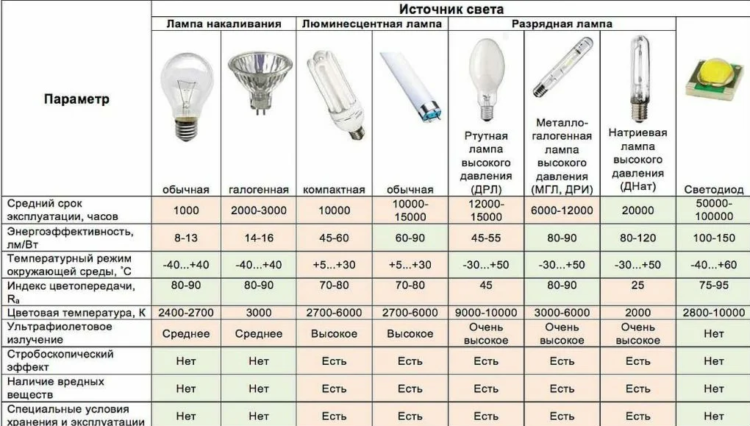 Источник света
Параметр
Лампа накаливания
Люминесцентная лампа
Разрядная лампа
обычная
галогенная
компактная
обычная
Ртутная
лампа
высокого
давления
(ДРЛ)
Металло-
галогенная
лампа
высокого
давления
(МГЛ, ДРИ)
Натриевая
лампа
высокого
давления
(ДНат)
Светодиод
Средний срок
эксплуатации, часов
1000
2000-3000
10000
10000-
15000
12000-
15000
6000-12000
20000
50000-
100000
Энергоэффективность,
лм/Вт
8-13
14-16
45-60
60-90
45-55
80-90
80-120
100-150
Температурный режим
окружающей среды, ˚С
-40...+40
-40...+40
+5...+30
+5...+30
-30...+50
-30...+50
-30...+50
-40...+60
Индекс цветопередачи,
Ra
80-90
80-90
70-80
70-80
45
80-90
25
75-95
Цветовая температура, К
2400-2700
3000
2700-6000
2700-6000
9000-10000
3000-6000
2000
2800-10000
Ультрафиолетовое
излучение
Среднее
Среднее
Высокое
Высокое
Очень
высокое
Очень
высокое
Очень
высокое
Нет
Стробоскопический
эффект
Нет
Нет
Есть
Есть
Есть
Есть
Есть
Нет
Наличие вредных
веществ
Нет
Нет
Есть
Есть
Есть
Есть
Есть
Нет
Специальные условия
хранения и эксплуатации
Нет
Нет
Есть
Есть
Есть
Есть
Есть
Нет